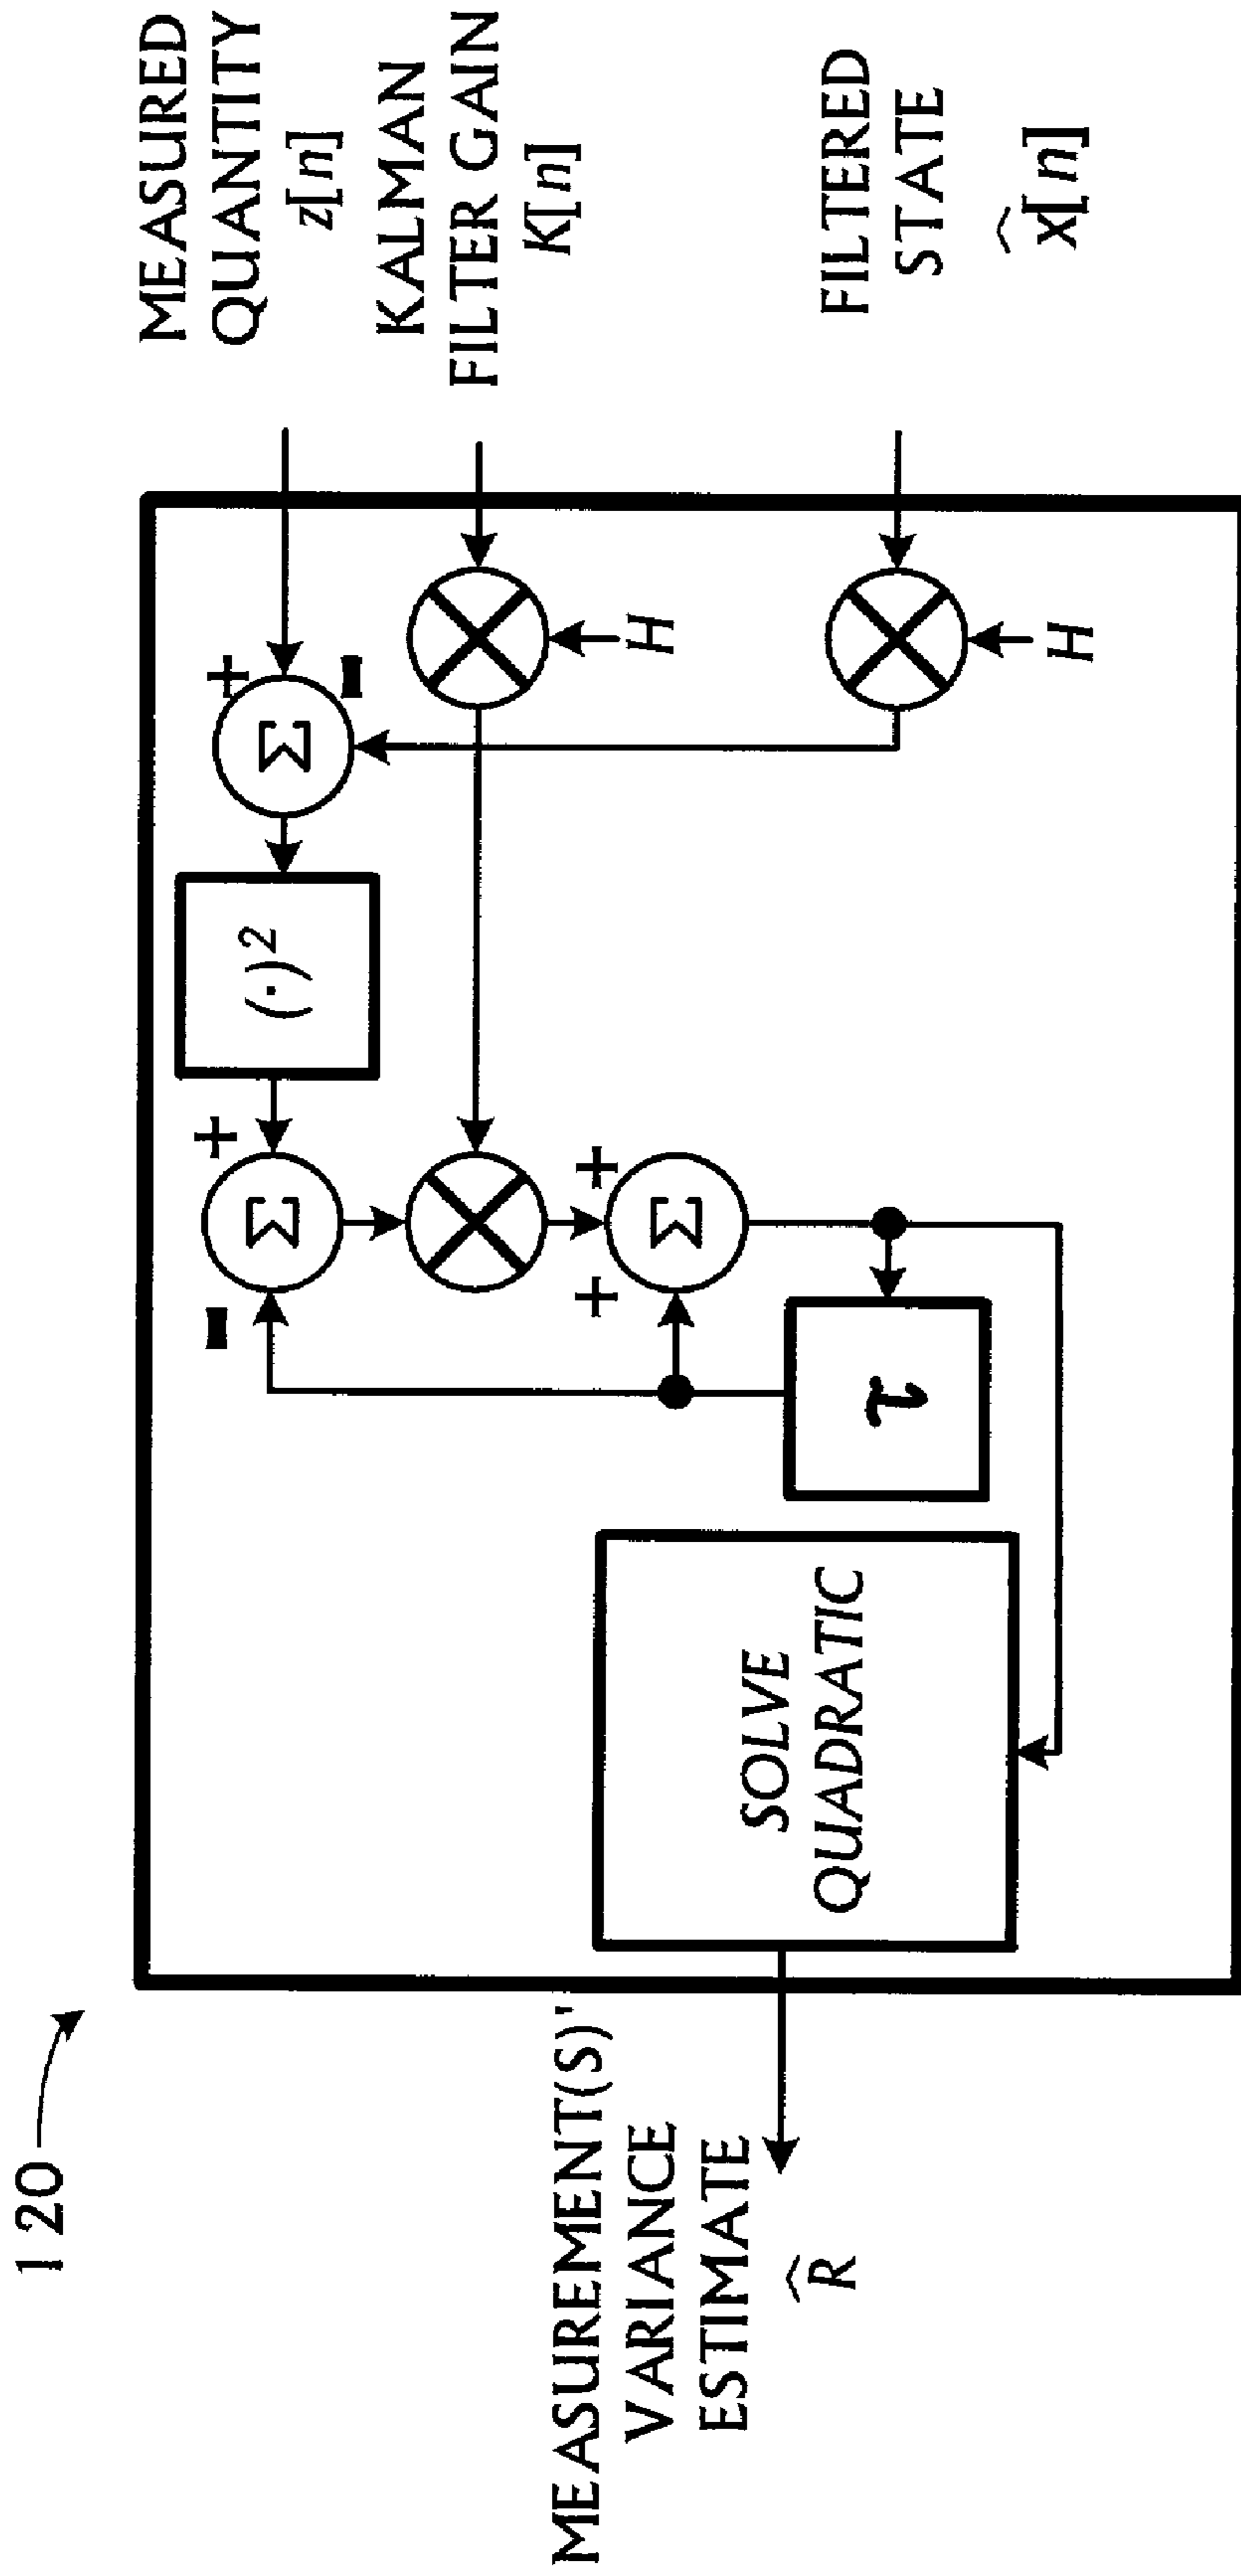 120
MEASURED
QUANTITY
z[n]
KALMAN
FILTER GAIN
K[n]
FILTERED
STATE
x̂[n]
+
−
Σ
H
H
(·)²
+
−
Σ
+
+
Σ
τ
SOLVE
QUADRATIC
MEASUREMENT(S)'
VARIANCE
ESTIMATE
R̂